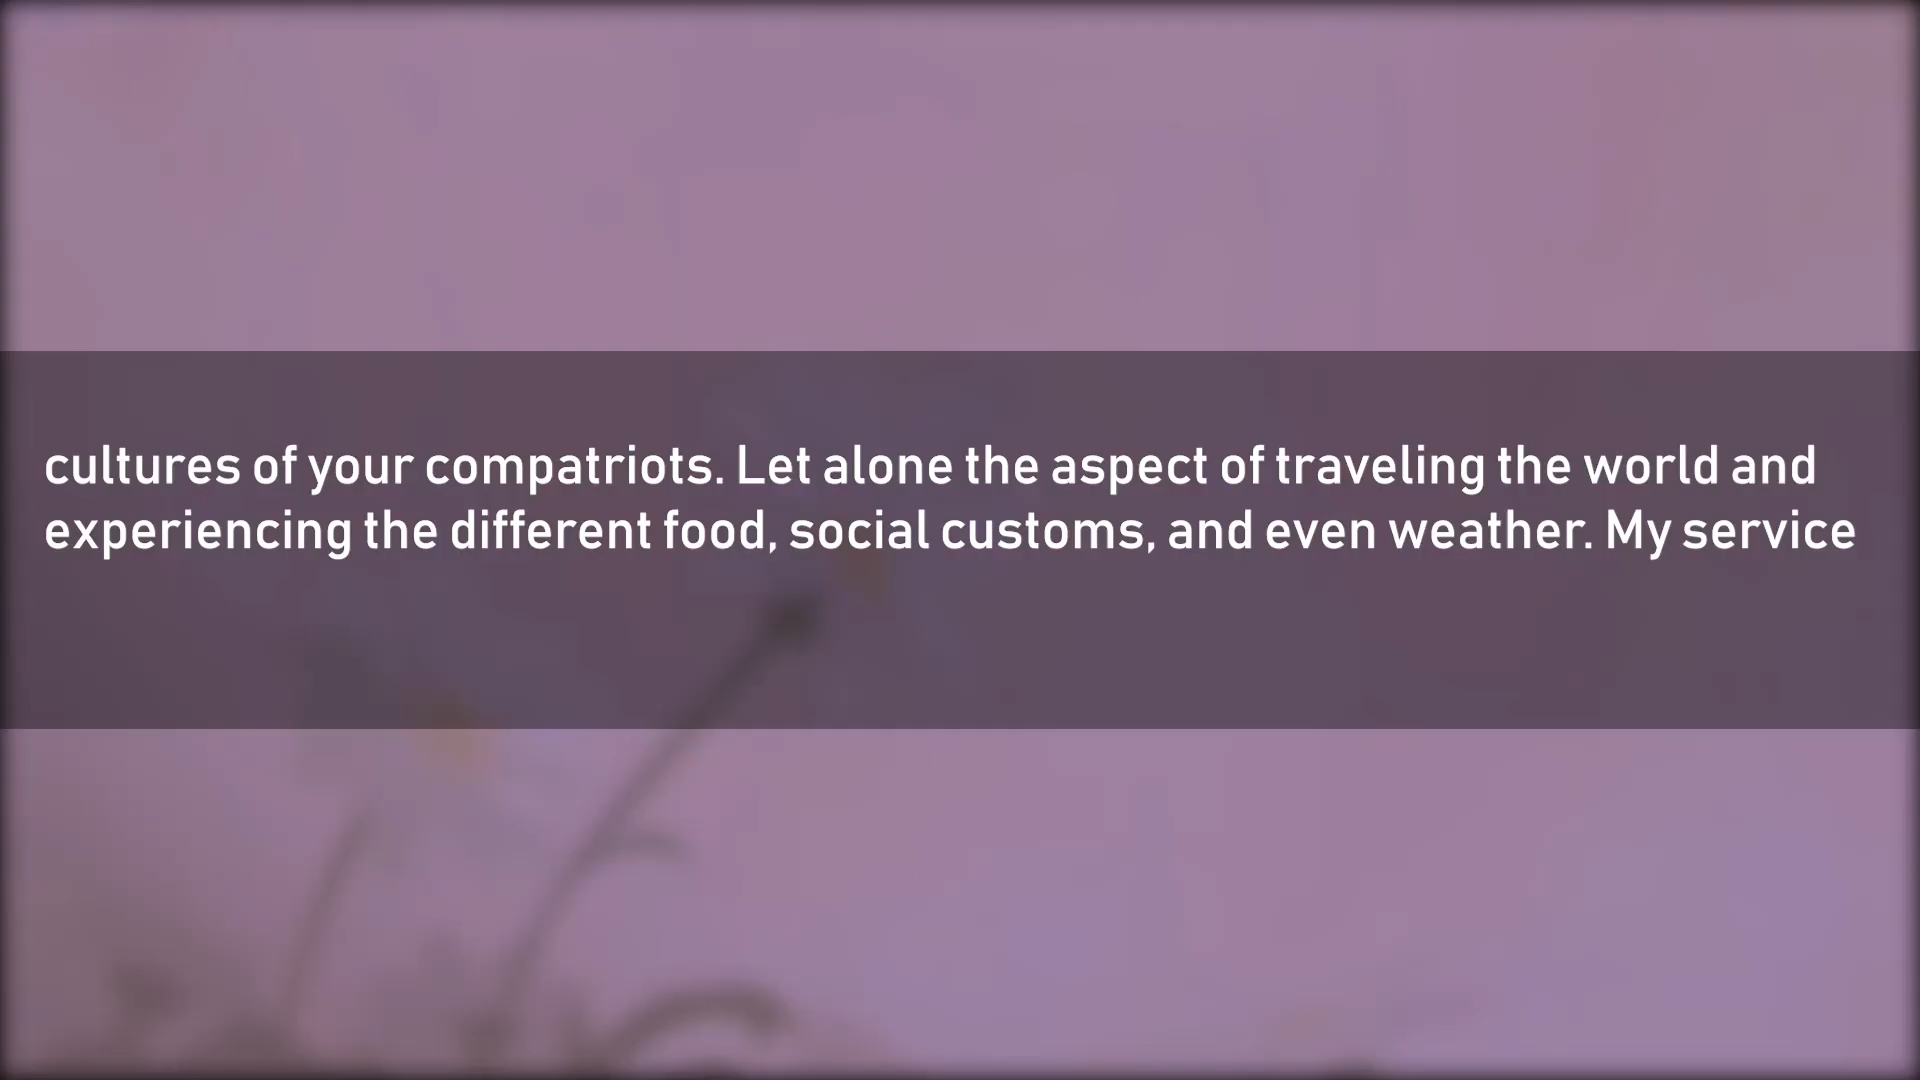 cultures of your compatriots. Let alone the aspect of traveling the world and
experiencing the different food, social customs, and even weather. My service